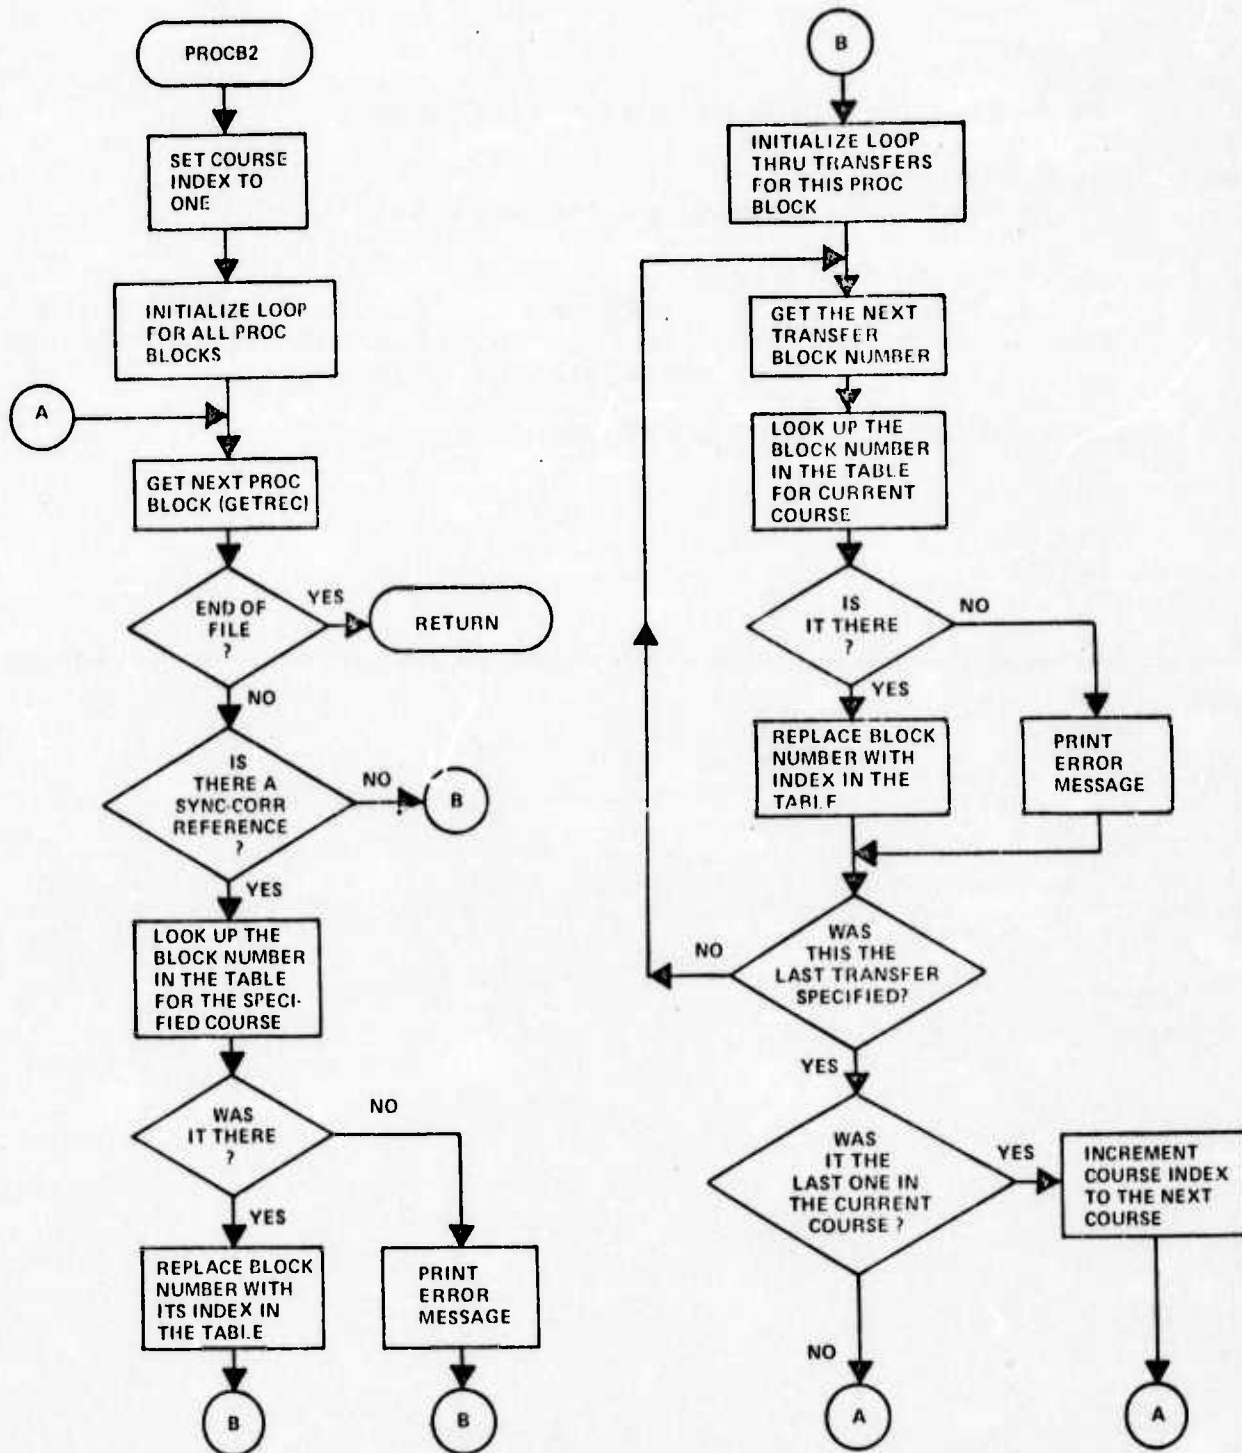 PROCB2
SET COURSE
INDEX TO
ONE
INITIALIZE LOOP
FOR ALL PROC
BLOCKS
A
GET NEXT PROC
BLOCK (GETREC)
END OF
FILE
?
YES
RETURN
NO
IS
THERE A
SYNC-CORR
REFERENCE
?
NO
B
YES
LOOK UP THE
BLOCK NUMBER
IN THE TABLE
FOR THE SPECI-
FIED COURSE
WAS
IT THERE
?
NO
YES
REPLACE BLOCK
NUMBER WITH
ITS INDEX IN
THE TABLE
PRINT
ERROR
MESSAGE
B
B
B
INITIALIZE LOOP
THRU TRANSFERS
FOR THIS PROC
BLOCK
GET THE NEXT
TRANSFER
BLOCK NUMBER
LOOK UP THE
BLOCK NUMBER
IN THE TABLE
FOR CURRENT
COURSE
IS
IT THERE
?
NO
YES
REPLACE BLOCK
NUMBER WITH
INDEX IN THE
TABLE
PRINT
ERROR
MESSAGE
WAS
THIS THE
LAST TRANSFER
SPECIFIED?
NO
YES
WAS
IT THE
LAST ONE IN
THE CURRENT
COURSE ?
YES
INCREMENT
COURSE INDEX
TO THE NEXT
COURSE
NO
A
A